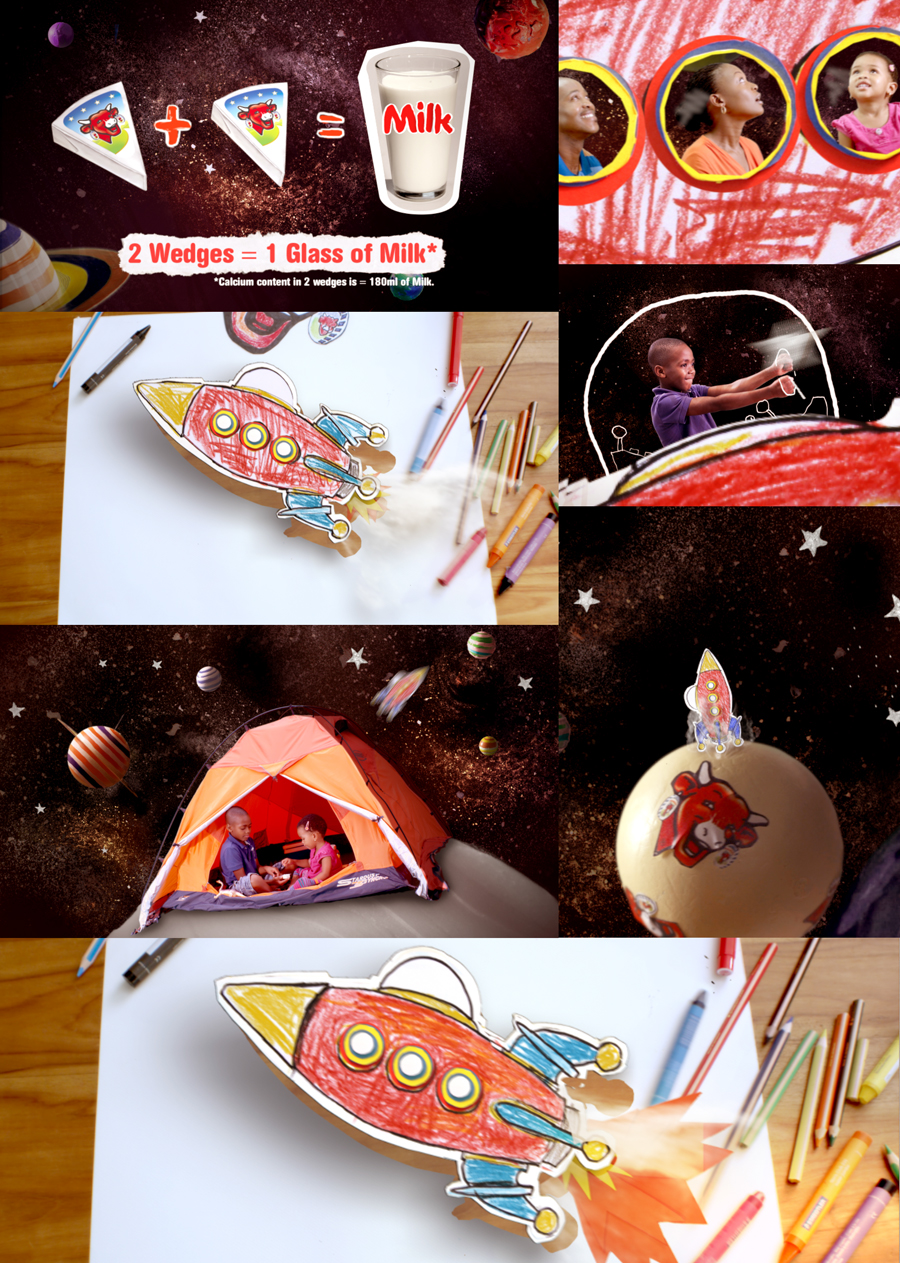 Milk
2 Wedges = 1 Glass of Milk*
*Calcium content in 2 wedges is = 180ml of Milk.